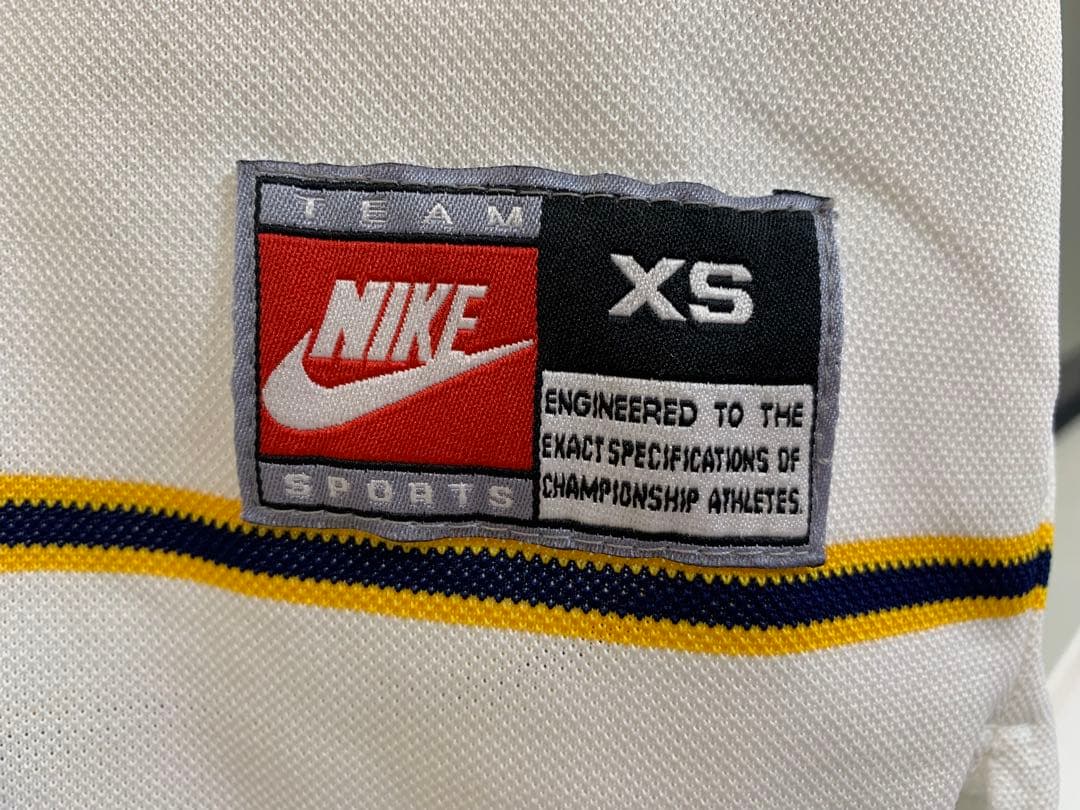 TEAM
NIKE
SPORTS
XS
ENGINEERED TO THE
EXACT SPECIFICATIONS OF
CHAMPIONSHIP ATHLETES.